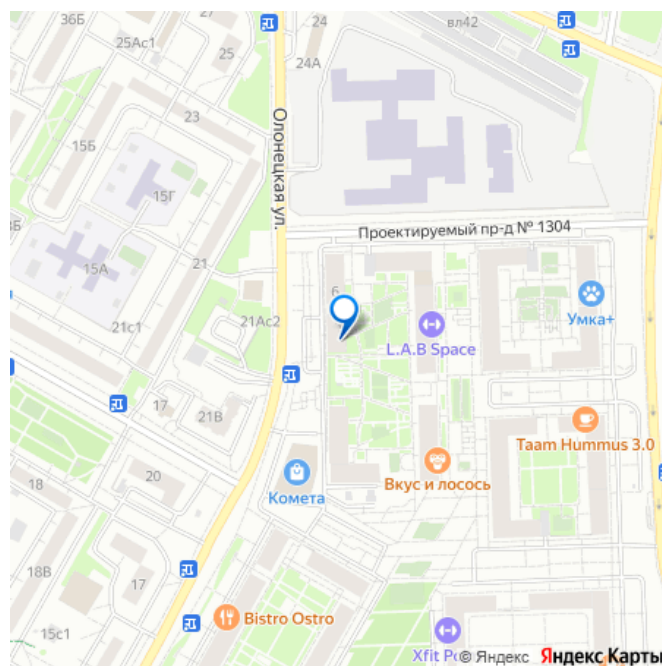 36Б
24
вл42
25Ас1
25
24А
23
Олонецкая ул.
15Б
15Г
Проектируемый пр-д № 1304
15А
21
6
Умка+
21с1
21Ас2
L.A.B Space
17
21В
Taam Hummus 3.0
20
Вкус и лосось
18
Комета
18В
17
Bistro Ostro
15с1
Xfit Po
© Яндекс Яндекс Карты